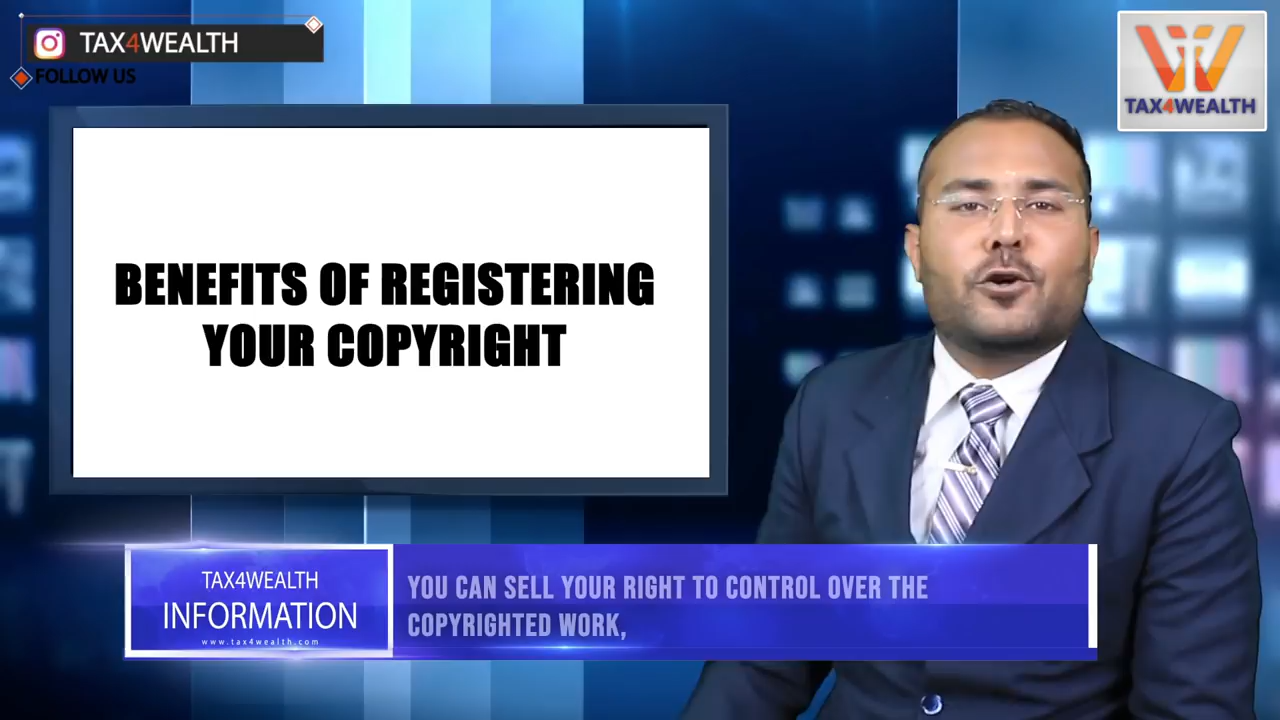 TAX4WEALTH
FOLLOW US
TAX4WEALTH
BENEFITS OF REGISTERING
YOUR COPYRIGHT
TAX4WEALTH
INFORMATION
www.tax4wealth.com
YOU CAN SELL YOUR RIGHT TO CONTROL OVER THE
COPYRIGHTED WORK,